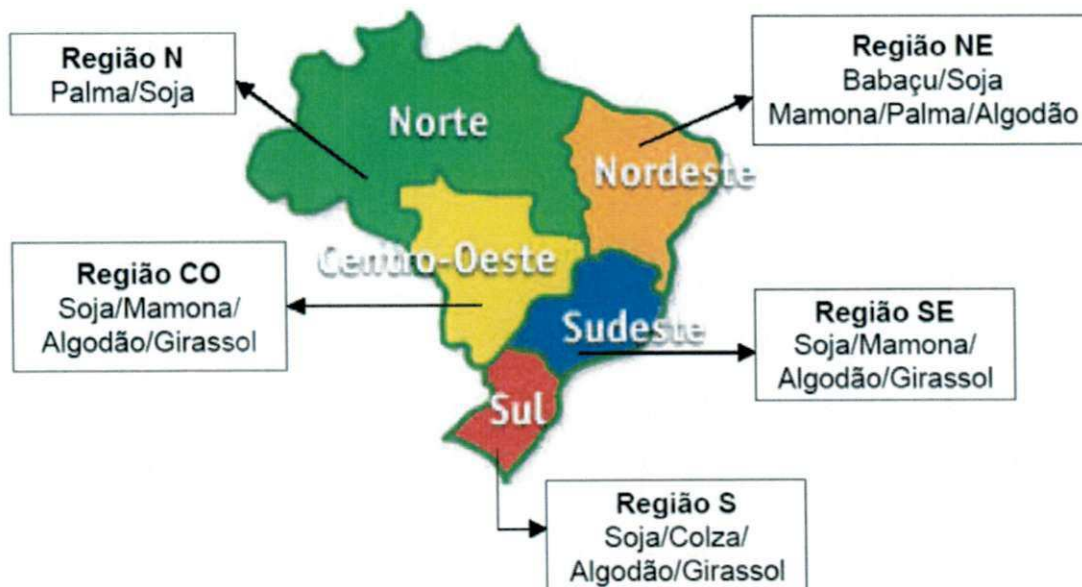 Região N
Palma/Soja
Região NE
Babaçu/Soja
Mamona/Palma/Algodão
Norte
Nordeste
Região CO
Soja/Mamona/
Algodão/Girassol
Centro-Oeste
Sudeste
Região SE
Soja/Mamona/
Algodão/Girassol
Sul
Região S
Soja/Colza/
Algodão/Girassol